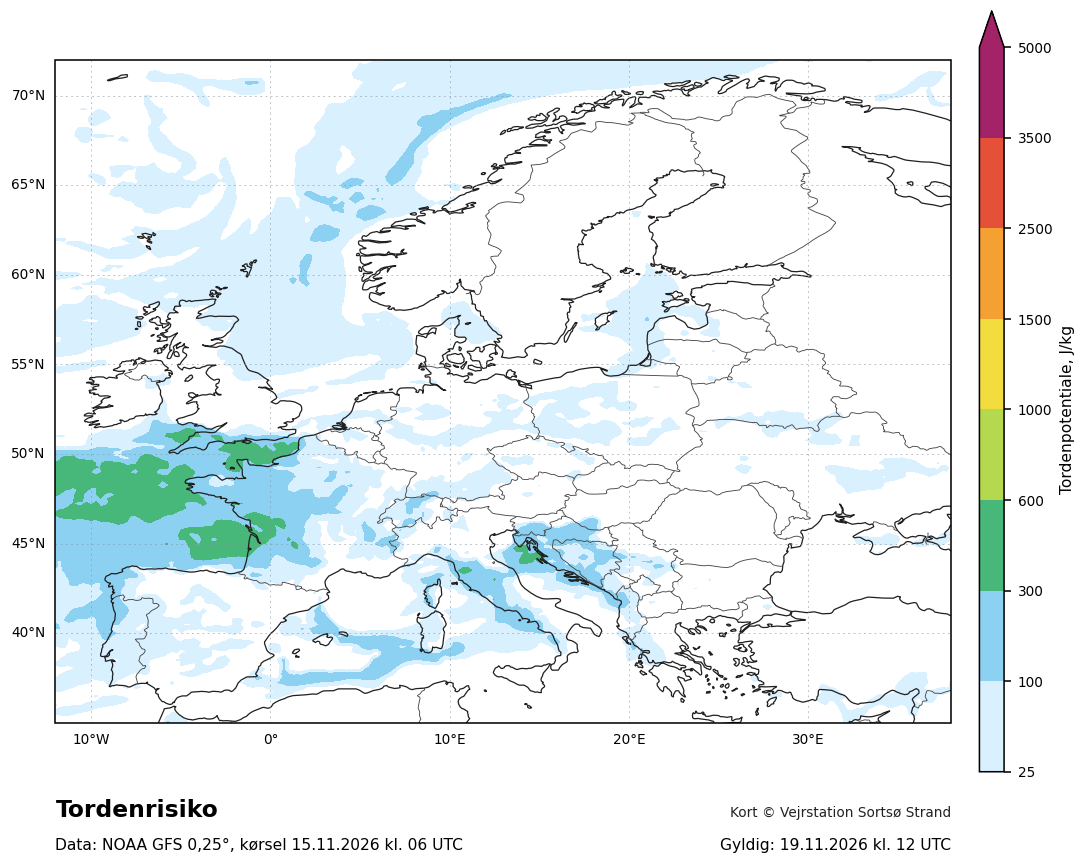 5000
3500
2500
1500
1000
600
300
100
25
Tordenpotentiale, J/kg
70°N
65°N
60°N
55°N
50°N
45°N
40°N
10°W
0°
10°E
20°E
30°E
Tordenrisiko
Kort © Vejrstation Sortsø Strand
Data: NOAA GFS 0,25°, kørsel 15.11.2026 kl. 06 UTC
Gyldig: 19.11.2026 kl. 12 UTC